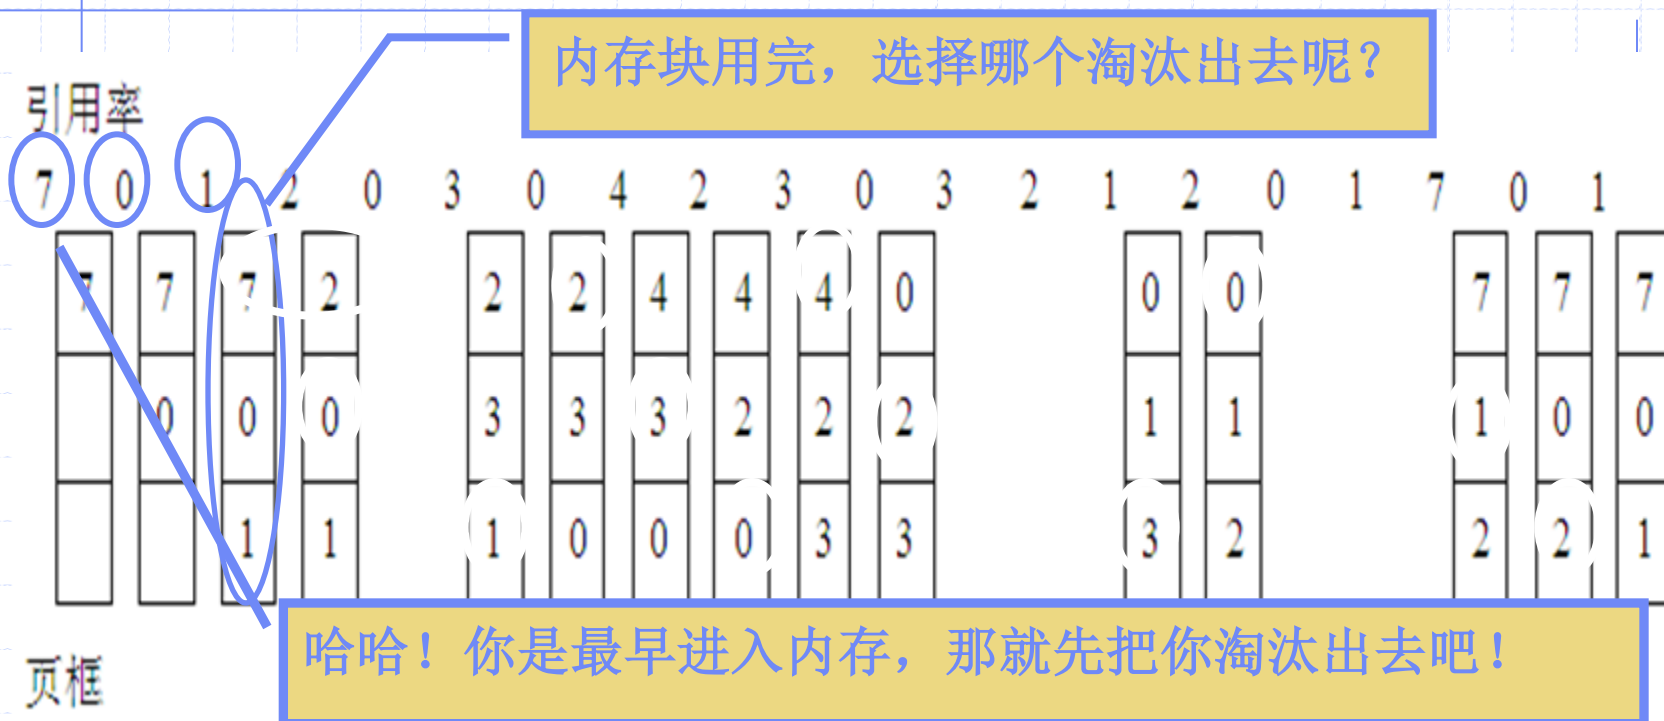 内存块用完，选择哪个淘汰出去呢？
引用率
7 0 1 2 0 3 0 4 2 3 0 3 2 1 2 0 1 7 0 1
7 7 7 2 2 2 4 4 4 0 0 0 7 7 7
0 0 0 3 3 3 2 2 2 1 1 1 0 0
1 1 1 0 0 0 3 3 3 2 2 2 1
哈哈！你是最早进入内存，那就先把你淘汰出去吧！
页框